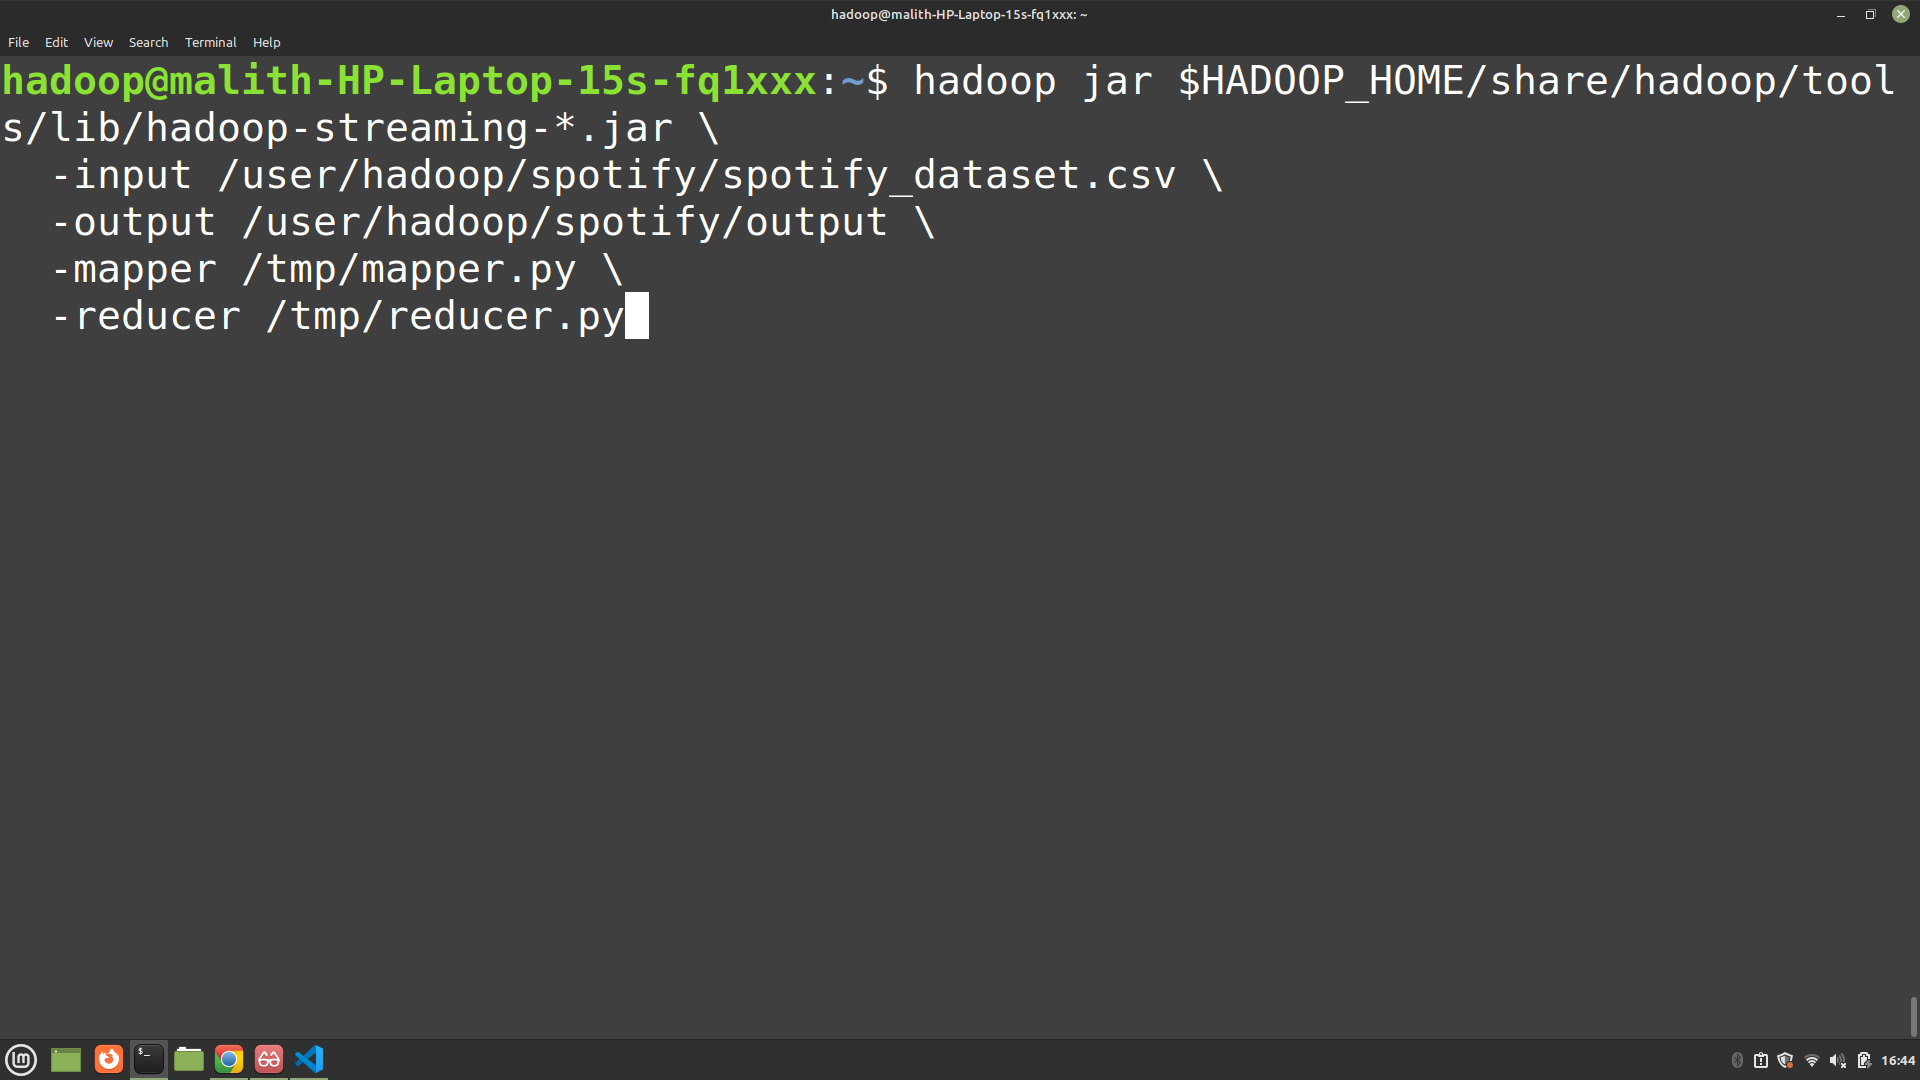 hadoop@malith-HP-Laptop-15s-fq1xxx: ~
File Edit View Search Terminal Help
hadoop@malith-HP-Laptop-15s-fq1xxx:~$ hadoop jar $HADOOP_HOME/share/hadoop/tool
s/lib/hadoop-streaming-*.jar \
-input /user/hadoop/spotify/spotify_dataset.csv \
-output /user/hadoop/spotify/output \
-mapper /tmp/mapper.py \
-reducer /tmp/reducer.py
16:44